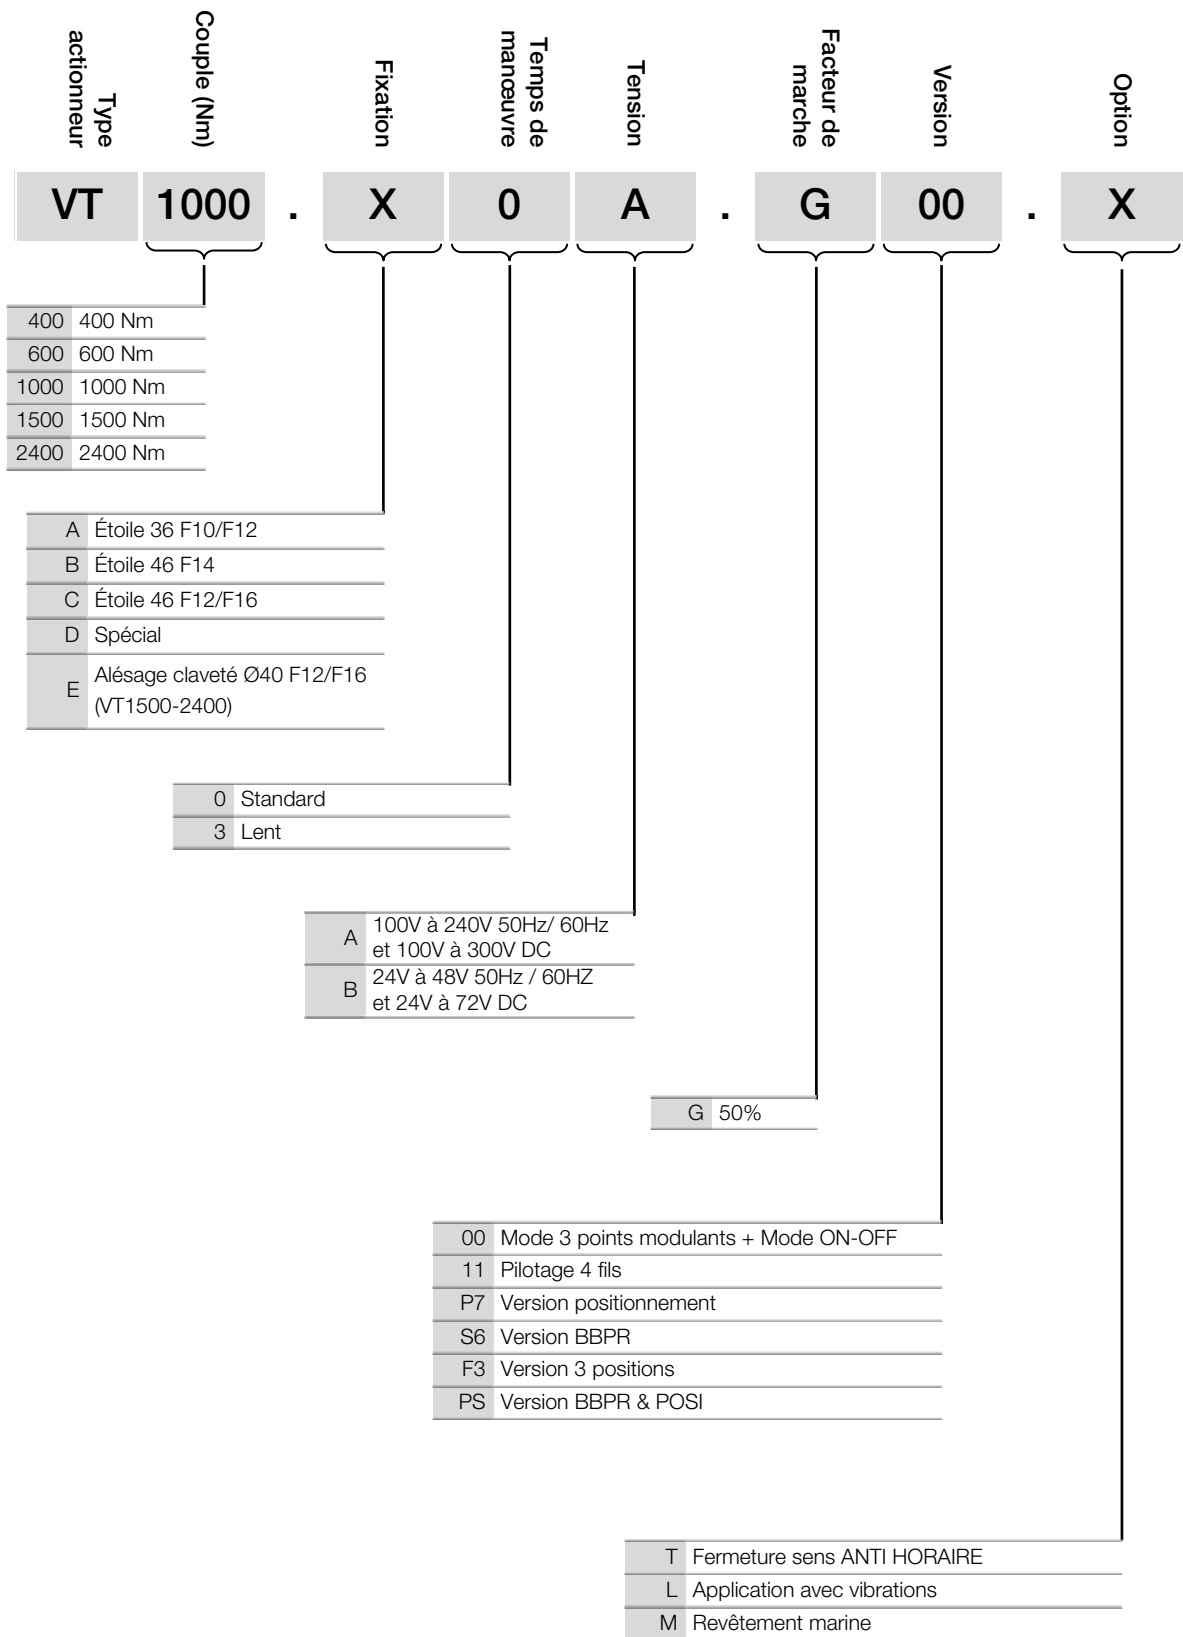 Type
actionneur
Couple (Nm)
Fixation
Temps de
manœuvre
Tension
Facteur de
marche
Version
Option
VT 1000 . X 0 A . G 00 . X
400 400 Nm
600 600 Nm
1000 1000 Nm
1500 1500 Nm
2400 2400 Nm
A Étoile 36 F10/F12
B Étoile 46 F14
C Étoile 46 F12/F16
D Spécial
E Alésage claveté Ø40 F12/F16
(VT1500-2400)
0 Standard
3 Lent
A 100V à 240V 50Hz/ 60Hz
et 100V à 300V DC
B 24V à 48V 50Hz / 60HZ
et 24V à 72V DC
G 50%
00 Mode 3 points modulants + Mode ON-OFF
11 Pilotage 4 fils
P7 Version positionnement
S6 Version BBPR
F3 Version 3 positions
PS Version BBPR & POSI
T Fermeture sens ANTI HORAIRE
L Application avec vibrations
M Revêtement marine